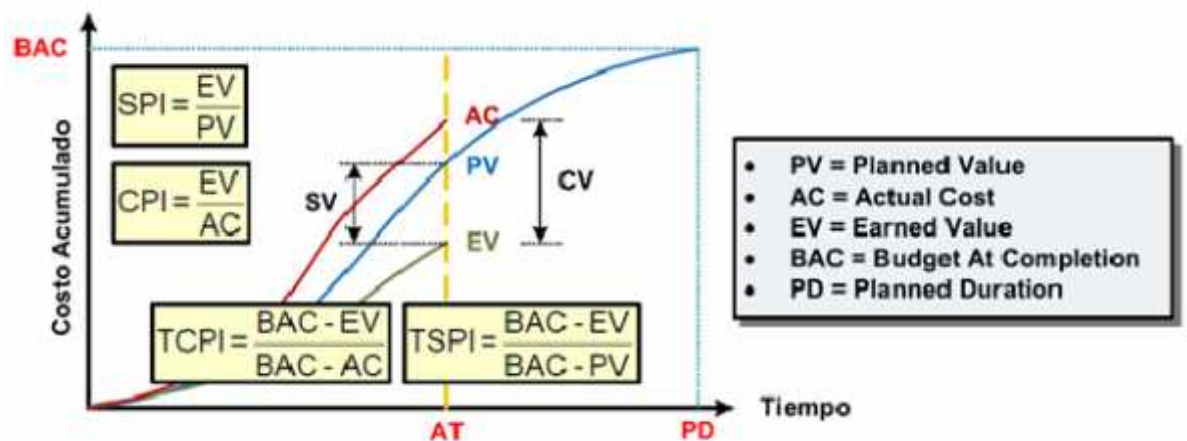 BAC
Costo Acumulado
SPI = EV / PV
CPI = EV / AC
TCPI = BAC - EV / BAC - AC
TSPI = BAC - EV / BAC - PV
AC
PV
EV
SV
CV
AT
PD
Tiempo
• PV = Planned Value
• AC = Actual Cost
• EV = Earned Value
• BAC = Budget At Completion
• PD = Planned Duration